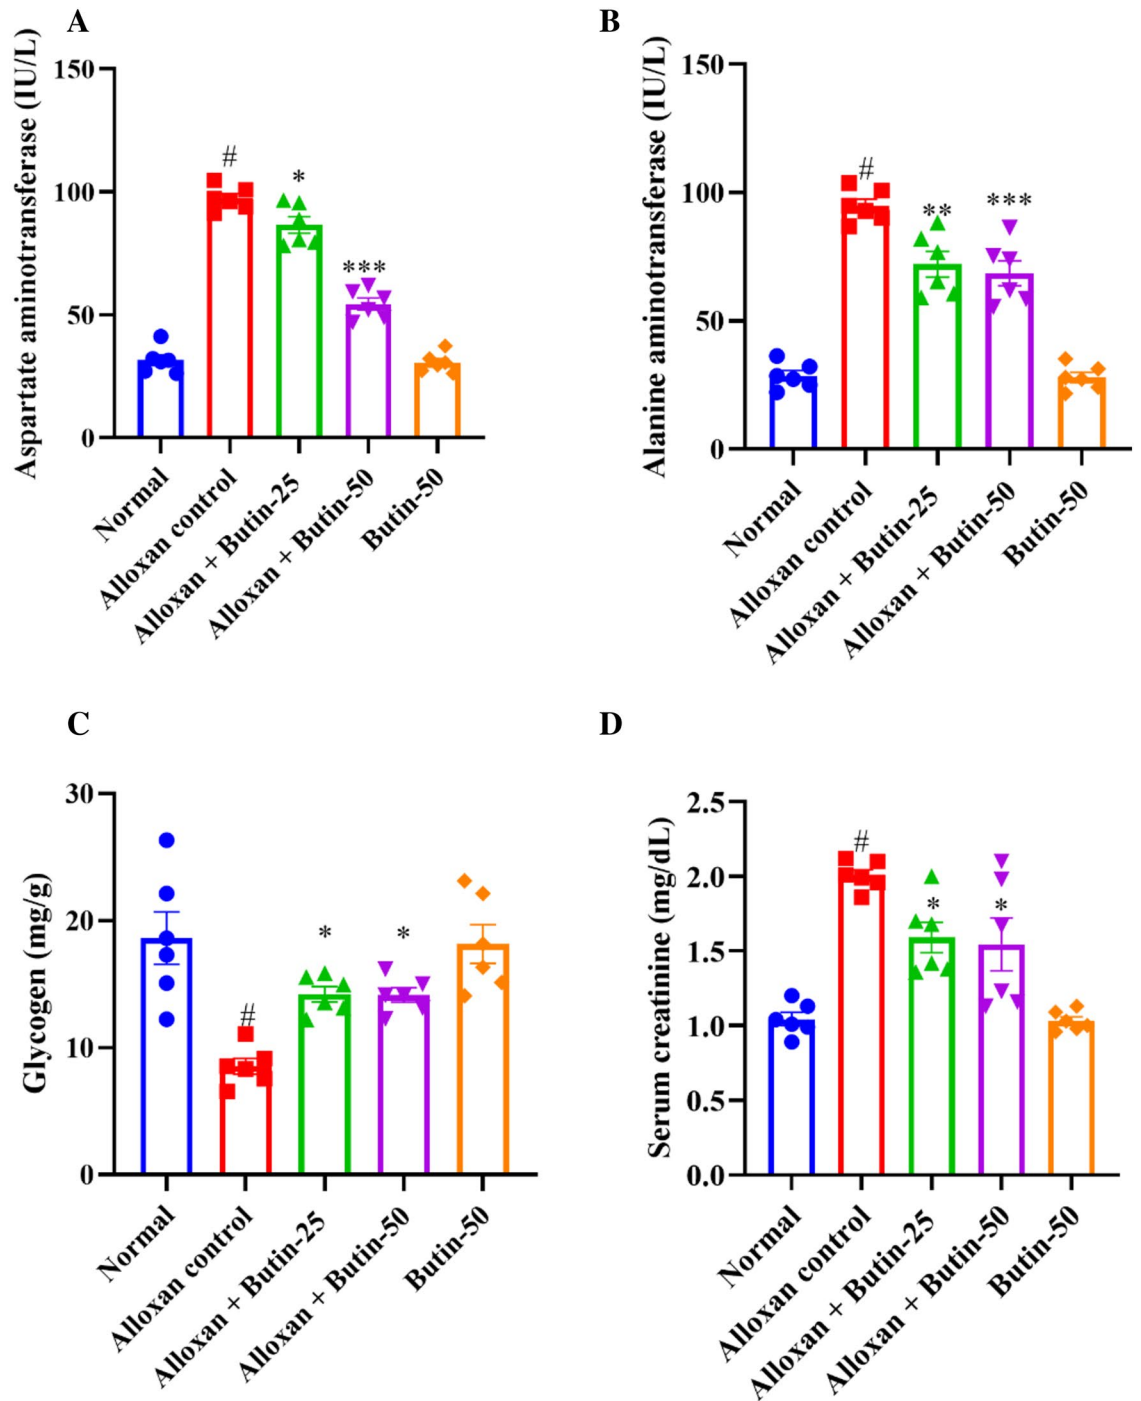 A
Aspartate aminotransferase (IU/L)
150
100
50
0
#
*
***
Normal
Alloxan control
Alloxan + Butin-25
Alloxan + Butin-50
Butin-50
B
Alanine aminotransferase (IU/L)
150
100
50
0
#
**
***
Normal
Alloxan control
Alloxan + Butin-25
Alloxan + Butin-50
Butin-50
C
Glycogen (mg/g)
30
20
10
0
#
*
*
Normal
Alloxan control
Alloxan + Butin-25
Alloxan + Butin-50
Butin-50
D
Serum creatinine (mg/dL)
2.5
2.0
1.5
1.0
0.5
0.0
#
*
*
Normal
Alloxan control
Alloxan + Butin-25
Alloxan + Butin-50
Butin-50